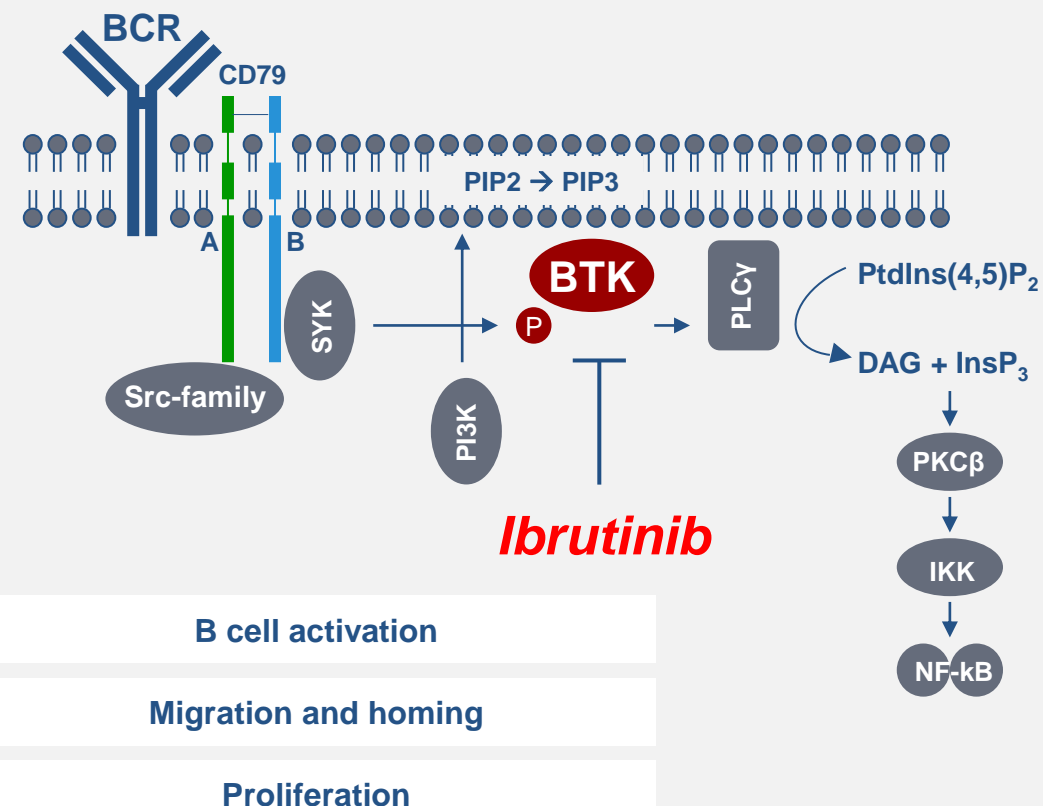 BCR
CD79
PIP2 → PIP3
A
B
BTK
P
SYK
PLCγ
PtdIns(4,5)P₂
Src-family
PI3K
DAG + InsP₃
PKCβ
Ibrutinib
IKK
B cell activation
NF-kB
Migration and homing
Proliferation